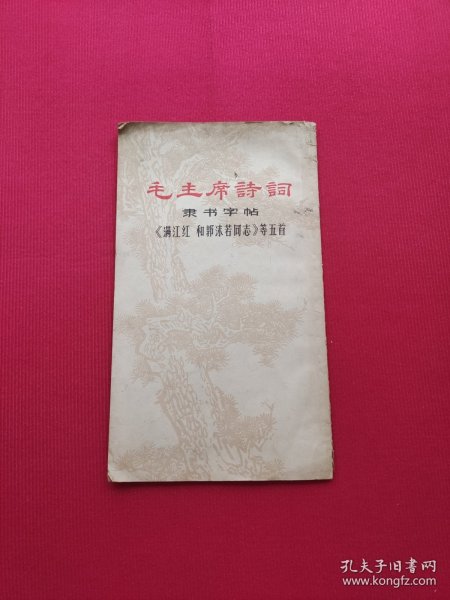 毛主席詩詞
隶书字帖
《满江红 和郭沫若同志》等五首
孔夫子旧书网
www.kongfz.com